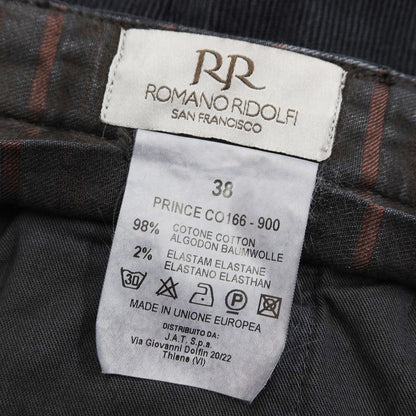 RR
ROMANO RIDOLFI
SAN FRANCISCO
38
PRINCE CO166 - 900
98% COTONE COTTON
ALGODON BAUMWOLLE
2% ELASTAM ELASTANE
ELASTANO ELASTHAN
30 P
MADE IN UNIONE EUROPEA
DISTRIBUITO DA:
J.A.T. S.p.a.
Via Giovanni Dolfin 20/22
Thiene (VI)